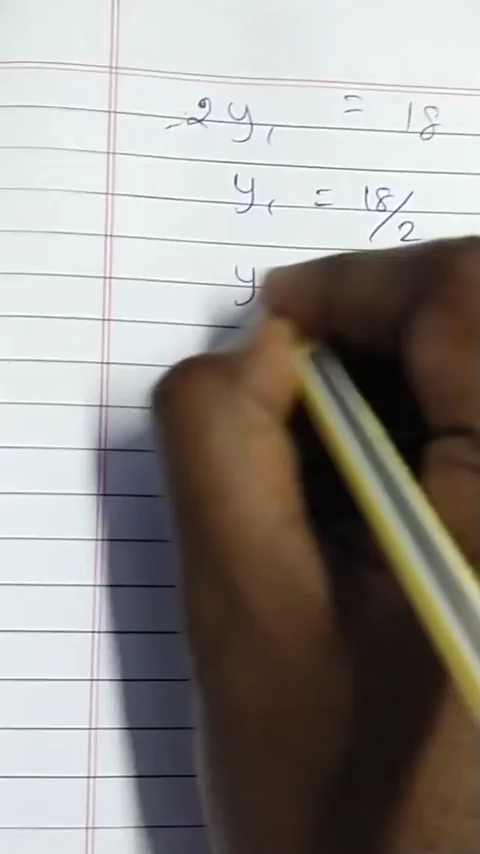 2y₁ = 18
y₁ = 18/2
y